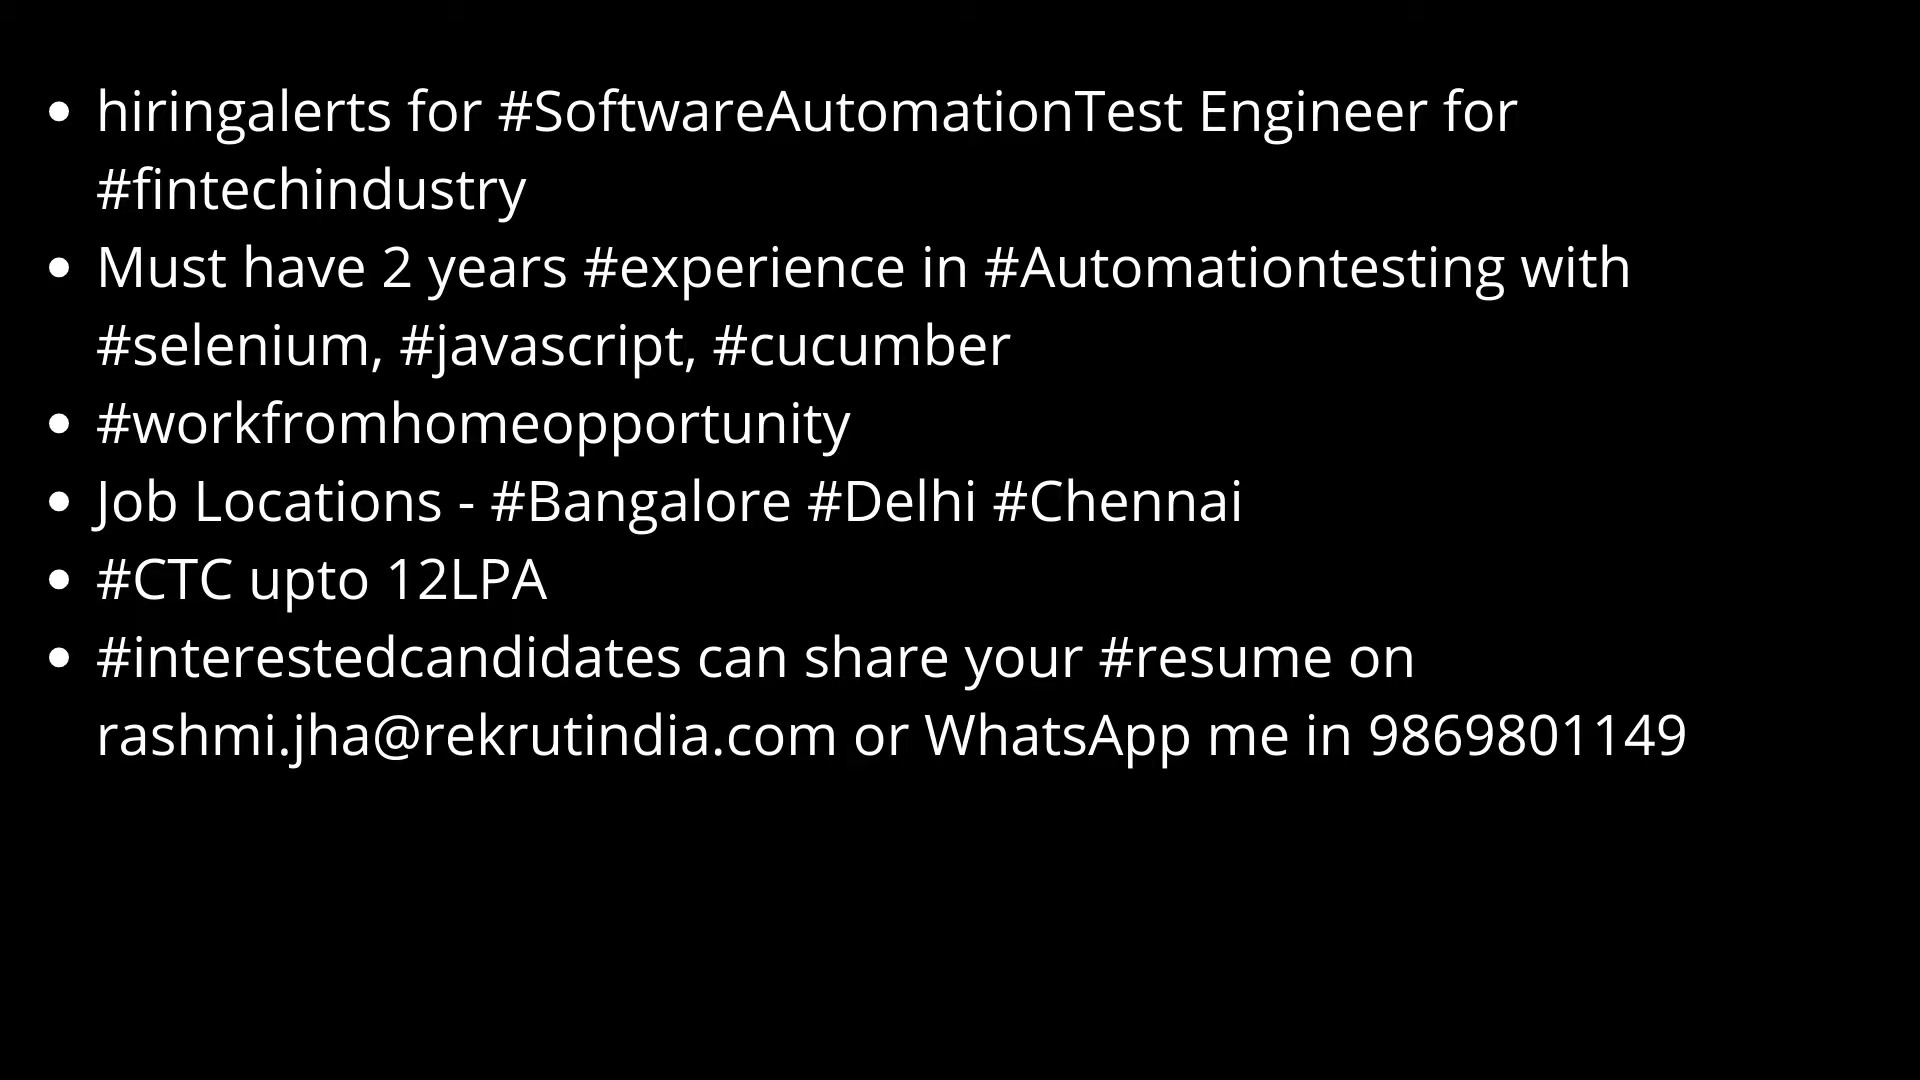 • hiringalerts for #SoftwareAutomationTest Engineer for
#fintechindustry
• Must have 2 years #experience in #Automationtesting with
#selenium, #javascript, #cucumber
• #workfromhomeopportunity
• Job Locations - #Bangalore #Delhi #Chennai
• #CTC upto 12LPA
• #interestedcandidates can share your #resume on
rashmi.jha@rekrutindia.com or WhatsApp me in 9869801149